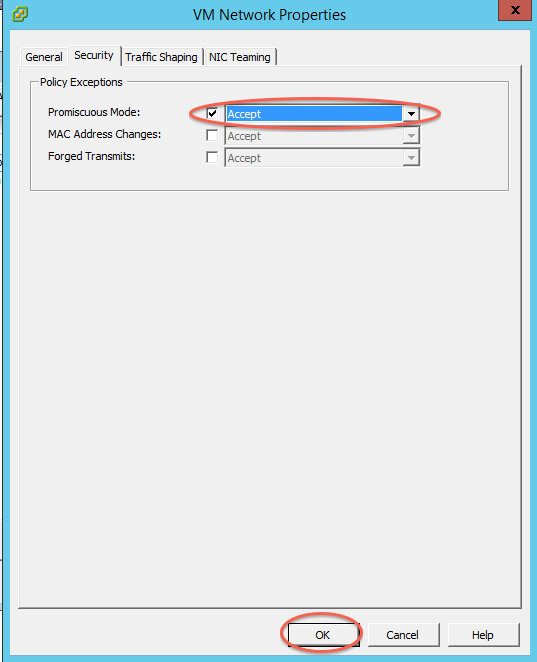 VM Network Properties
x
General Security Traffic Shaping NIC Teaming
Policy Exceptions
Promiscuous Mode: Accept
MAC Address Changes: Accept
Forged Transmits: Accept
OK Cancel Help